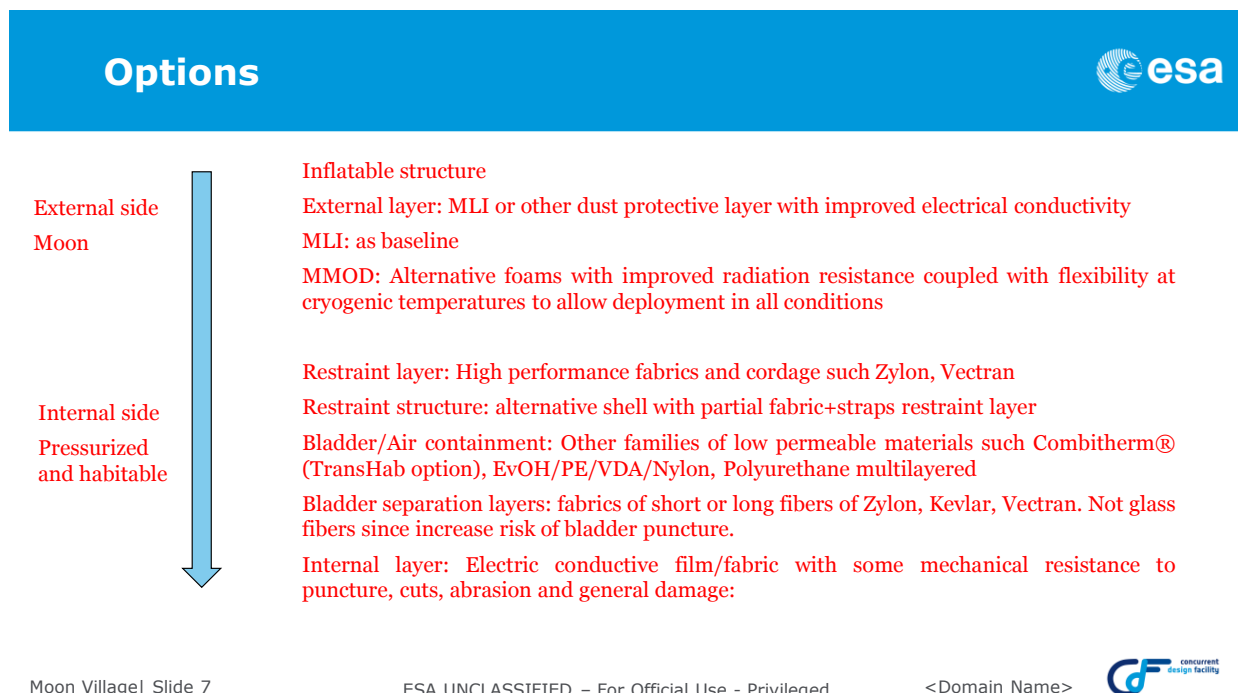 Options
esa
External side
Moon
Inflatable structure
External layer: MLI or other dust protective layer with improved electrical conductivity
MLI: as baseline
MMOD: Alternative foams with improved radiation resistance coupled with flexibility at
cryogenic temperatures to allow deployment in all conditions
Internal side
Pressurized
and habitable
Restraint layer: High performance fabrics and cordage such Zylon, Vectran
Restraint structure: alternative shell with partial fabric+straps restraint layer
Bladder/Air containment: Other families of low permeable materials such Combitherm®
(TransHab option), EvOH/PE/VDA/Nylon, Polyurethane multilayered
Bladder separation layers: fabrics of short or long fibers of Zylon, Kevlar, Vectran. Not glass
fibers since increase risk of bladder puncture.
Internal layer: Electric conductive film/fabric with some mechanical resistance to
puncture, cuts, abrasion and general damage:
Moon Village| Slide 7
ESA UNCLASSIFIED – For Official Use - Privileged
<Domain Name>
concurrent
design facility